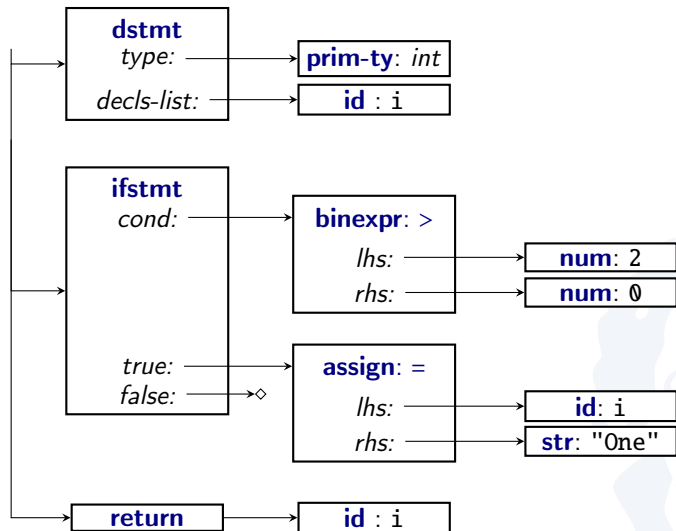 dstmt
type:
prim-ty: int
decls-list:
id : i
ifstmt
cond:
binexpr: >
lhs:
num: 2
rhs:
num: 0
true:
assign: =
false:
lhs:
id: i
rhs:
str: "One"
return
id : i